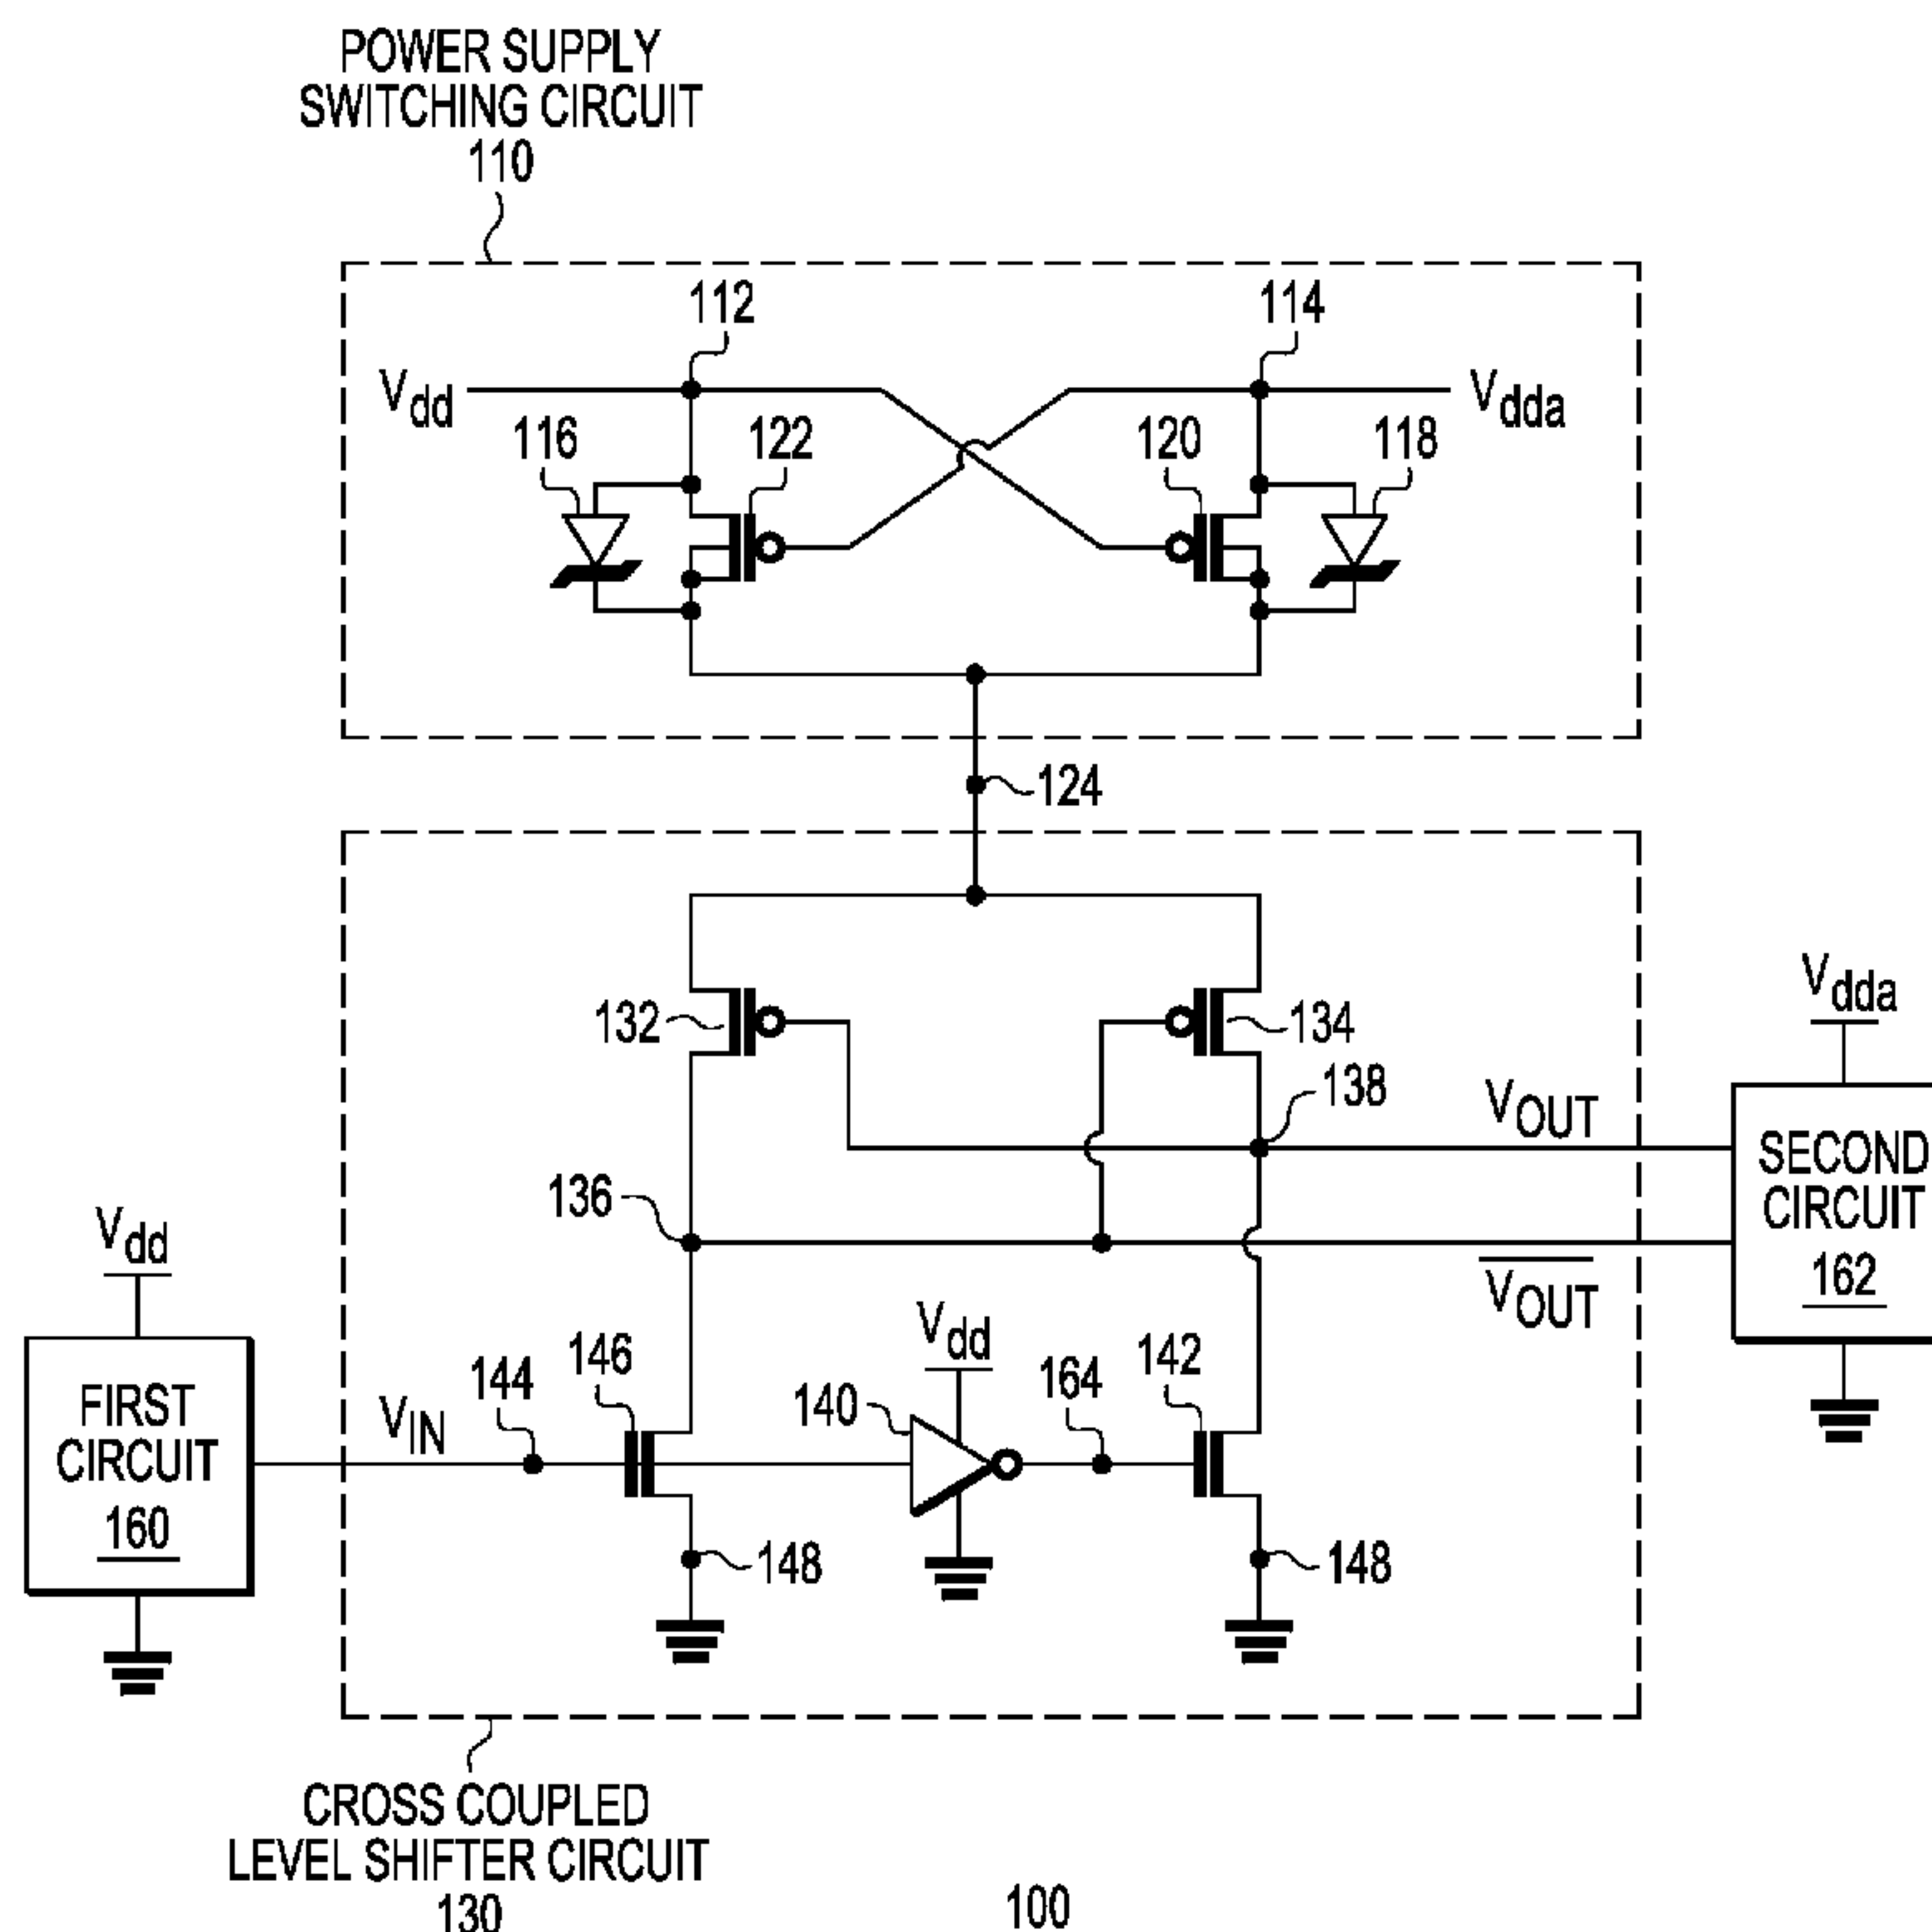 POWER SUPPLY
SWITCHING CIRCUIT
110
112
114
Vdd
Vdda
116
122
120
118
124
132
134
138
Vdda
VOUT
SECOND
CIRCUIT
162
136
Vdd
VOUT
Vdd
146
144
140
164
142
VIN
FIRST
CIRCUIT
160
148
148
CROSS COUPLED
LEVEL SHIFTER CIRCUIT
130
100